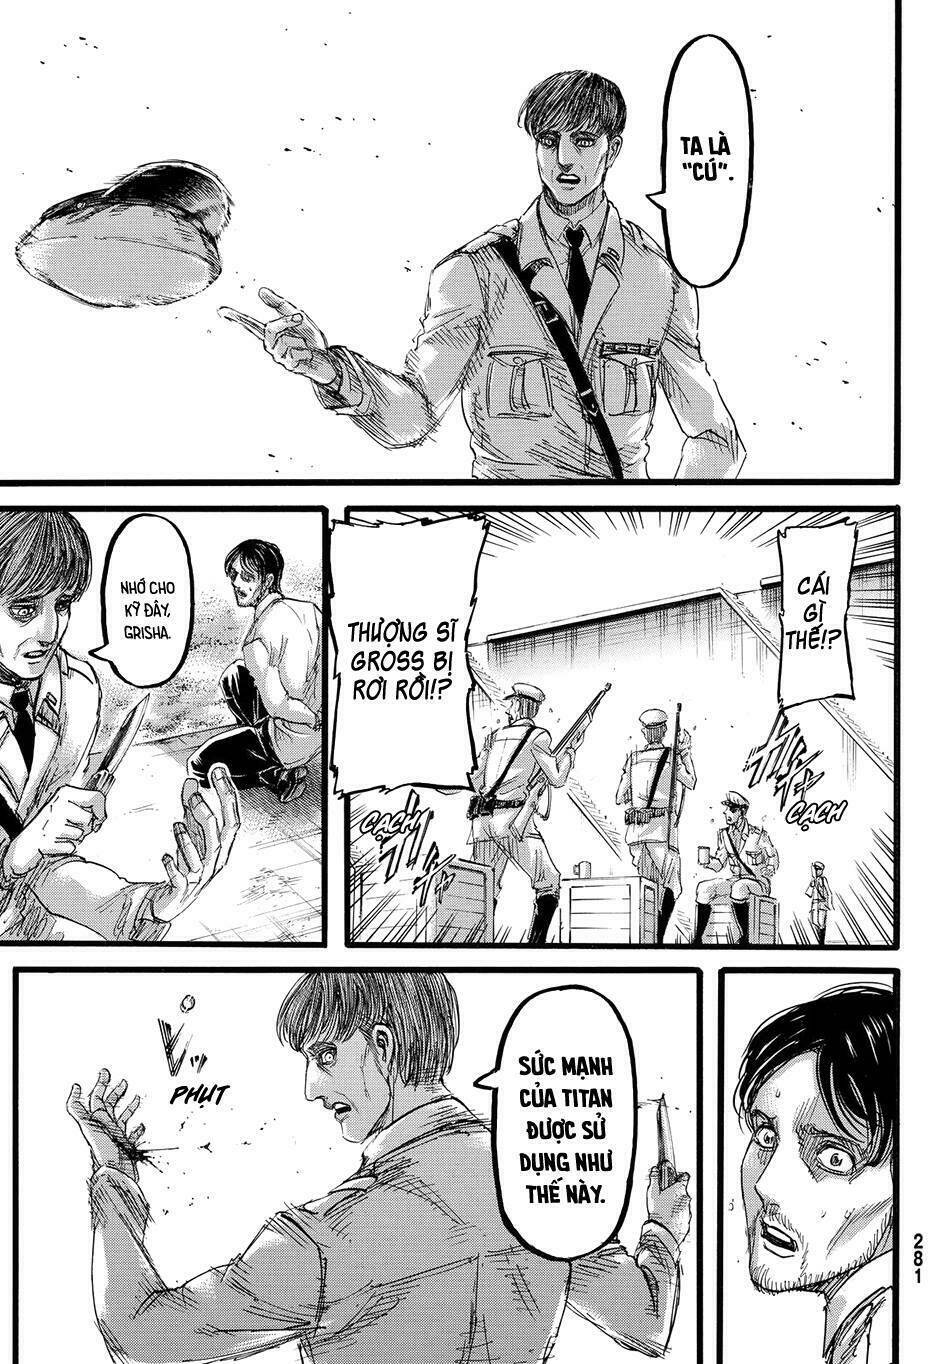 TA LÀ
"CÚ".
CÁI
GÌ
THẾ!?
CẠCH
THƯỢNG SĨ
GROSS BỊ
RƠI RỒI!?
CẠCH
NHỚ CHO
KỸ ĐÂY,
GRISHA.
SỨC MẠNH
CỦA TITAN
ĐƯỢC SỬ
DỤNG NHƯ
THẾ NÀY.
PHỤT
281